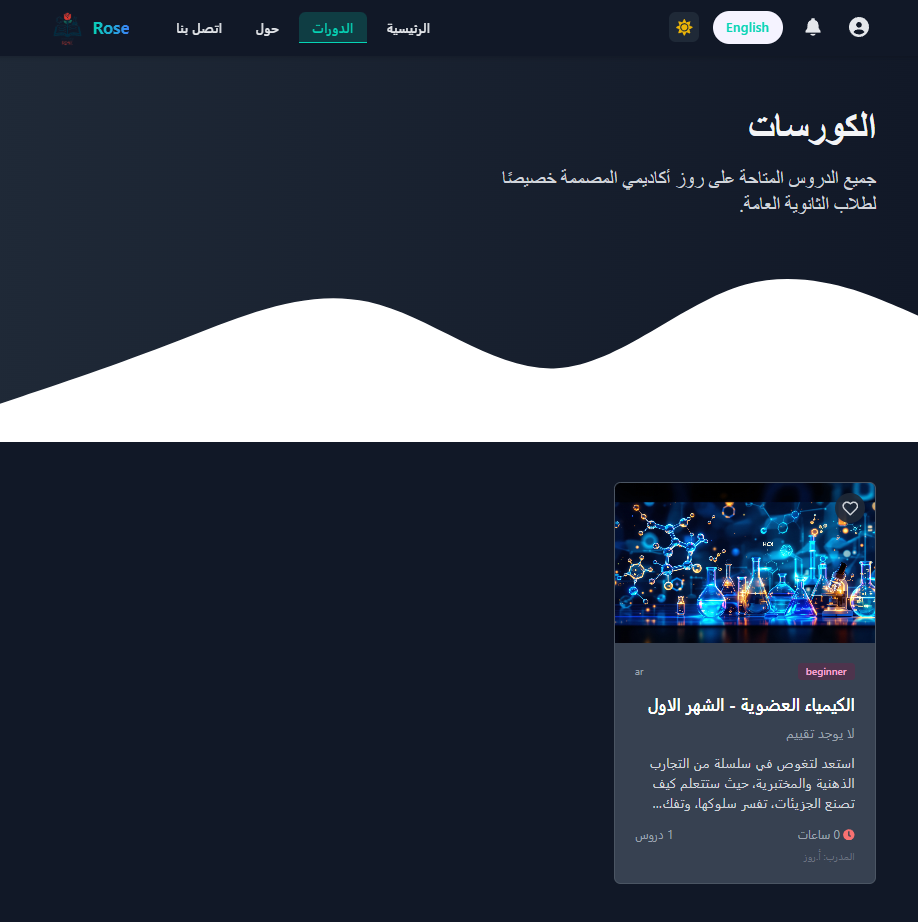 Rose
الرئيسية
الدورات
حول
اتصل بنا
English
الكورسات
جميع الدروس المتاحة على روز أكاديمي المصممة خصيصًا
لطلاب الثانوية العامة.
HCl
beginner
ar
الكيمياء العضوية - الشهر الاول
لا يوجد تقييم
استعد لتغوص في سلسلة من التجارب
الذهنية والمختبرية، حيث ستتعلم كيف
تصنع الجزيئات، تفسر سلوكها، وتفك...
0 ساعات
1 دروس
المدرب: أ.روز